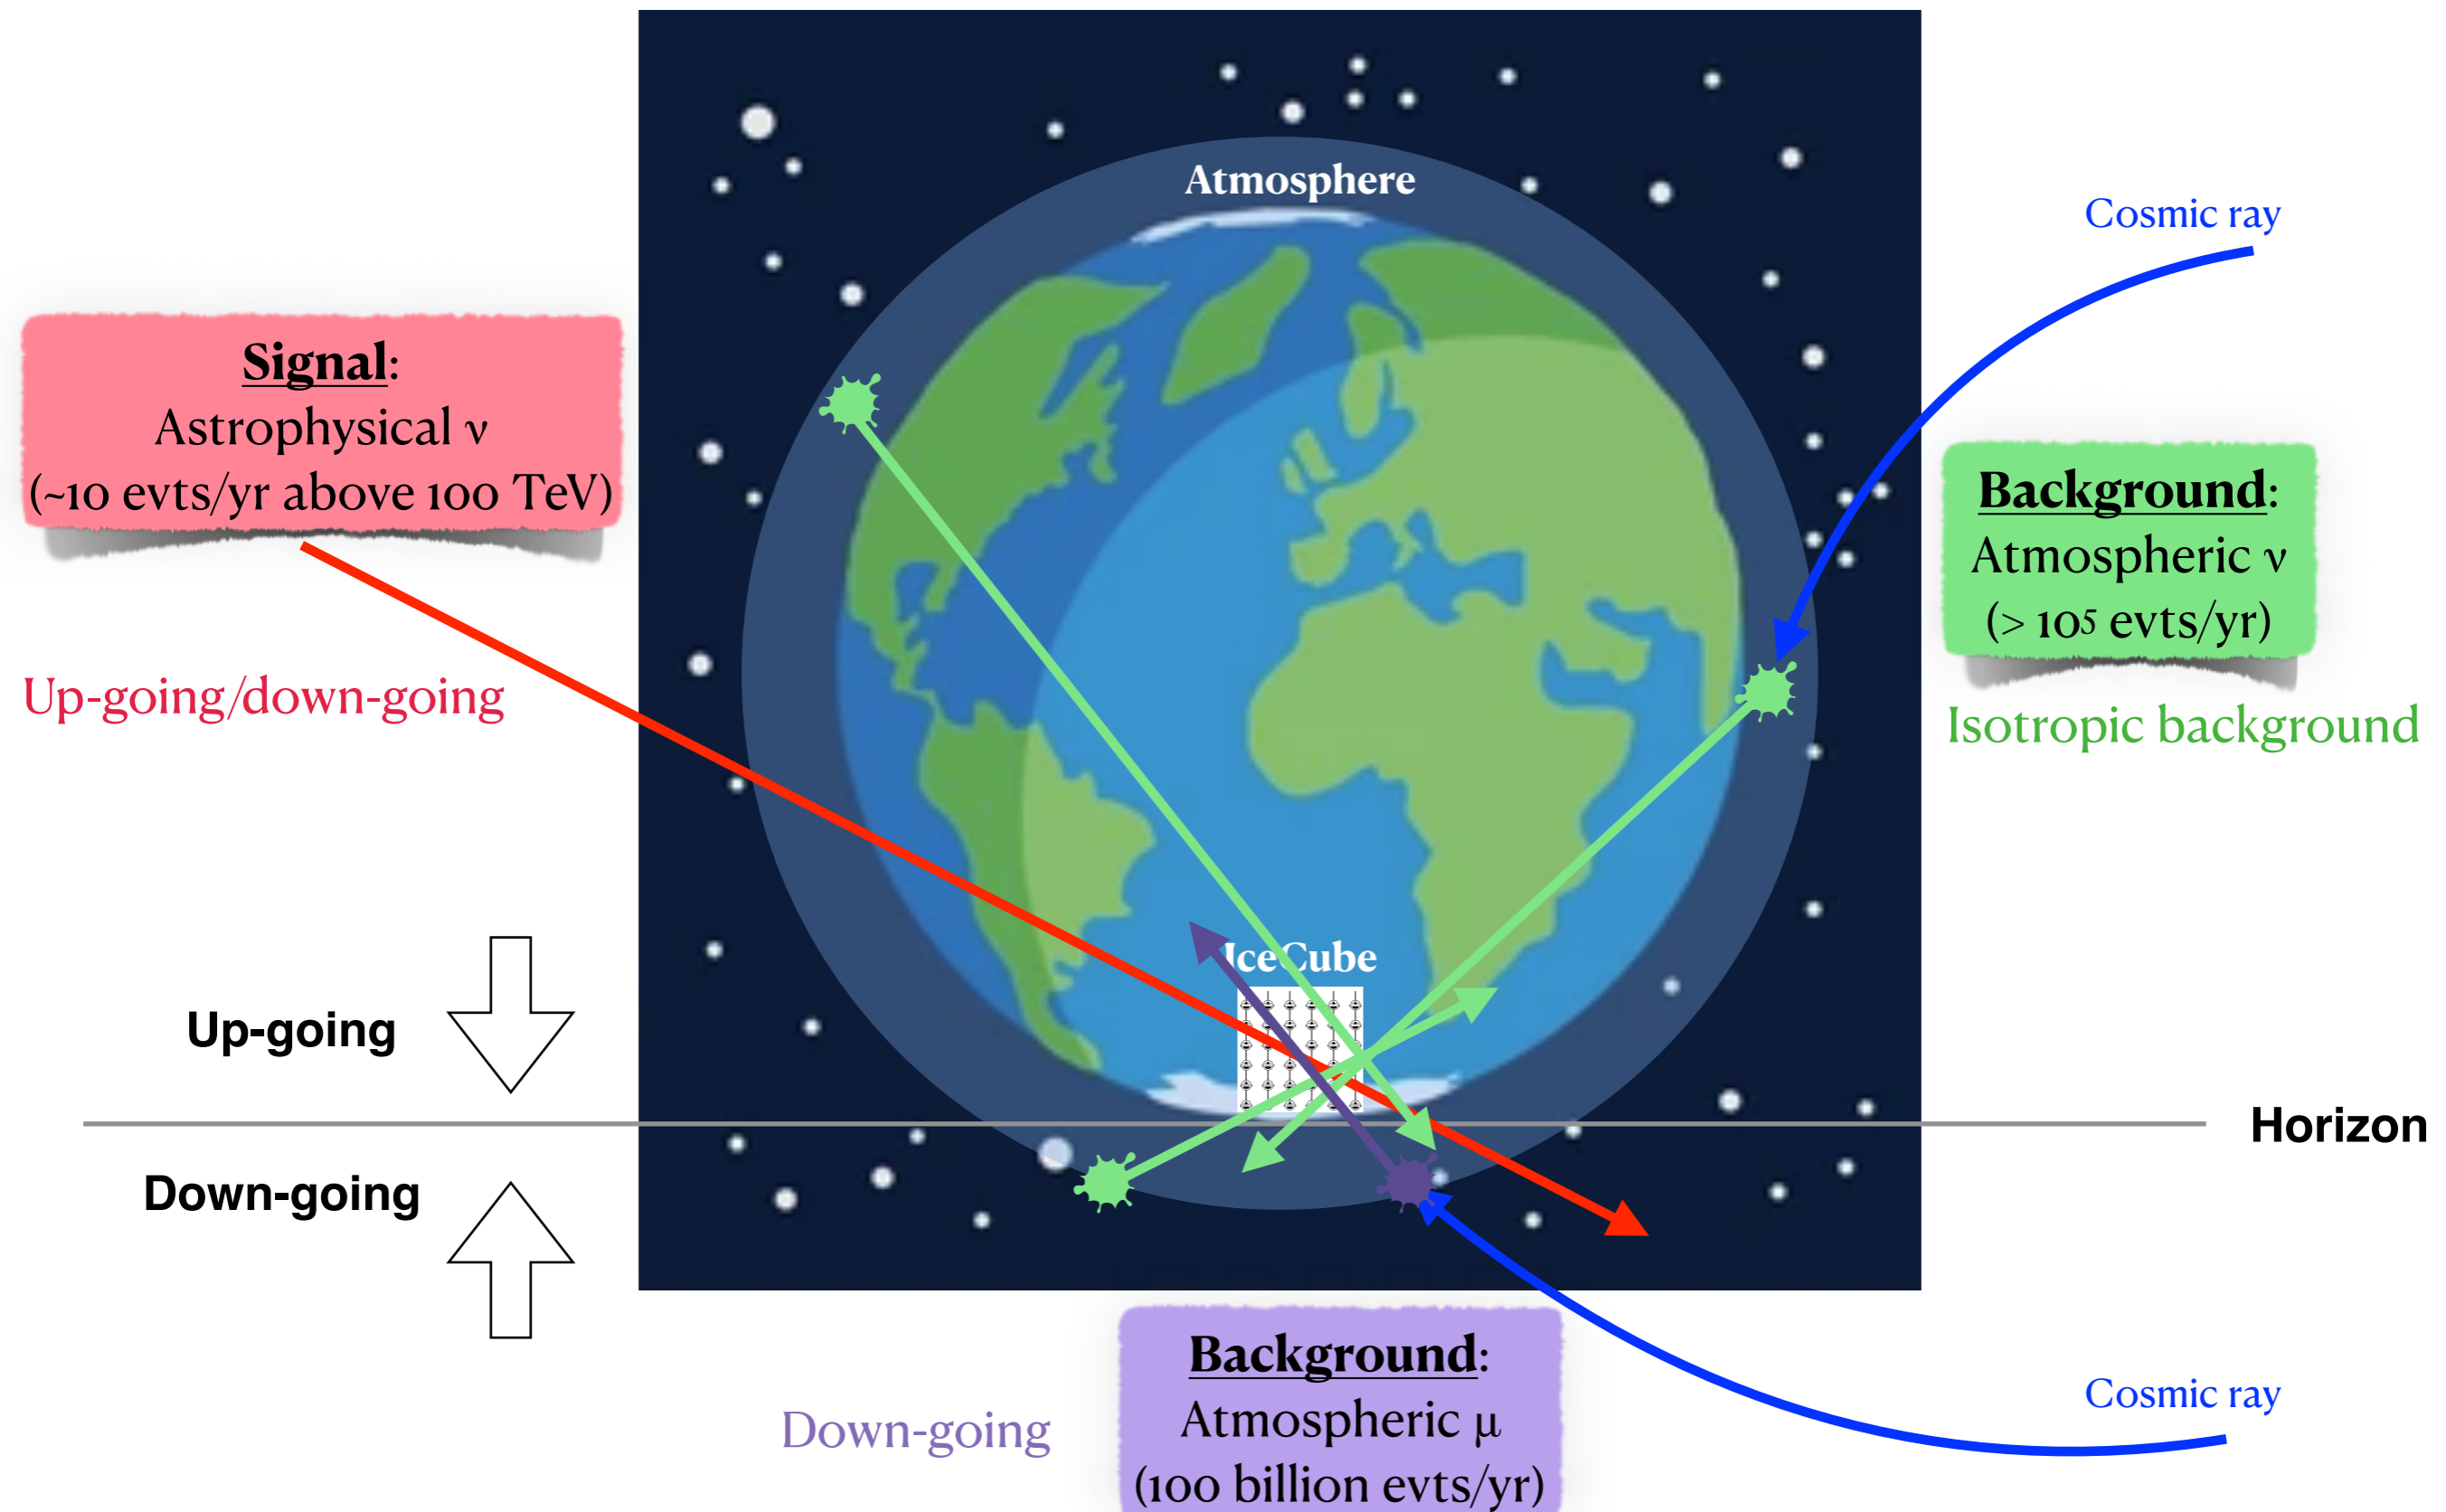 Atmosphere
Cosmic ray
Signal:
Astrophysical ν
(~10 evts/yr above 100 TeV)
Background:
Atmospheric ν
(> 105 evts/yr)
Up-going/down-going
Isotropic background
IceCube
Up-going
Horizon
Down-going
Background:
Atmospheric μ
(100 billion evts/yr)
Down-going
Cosmic ray